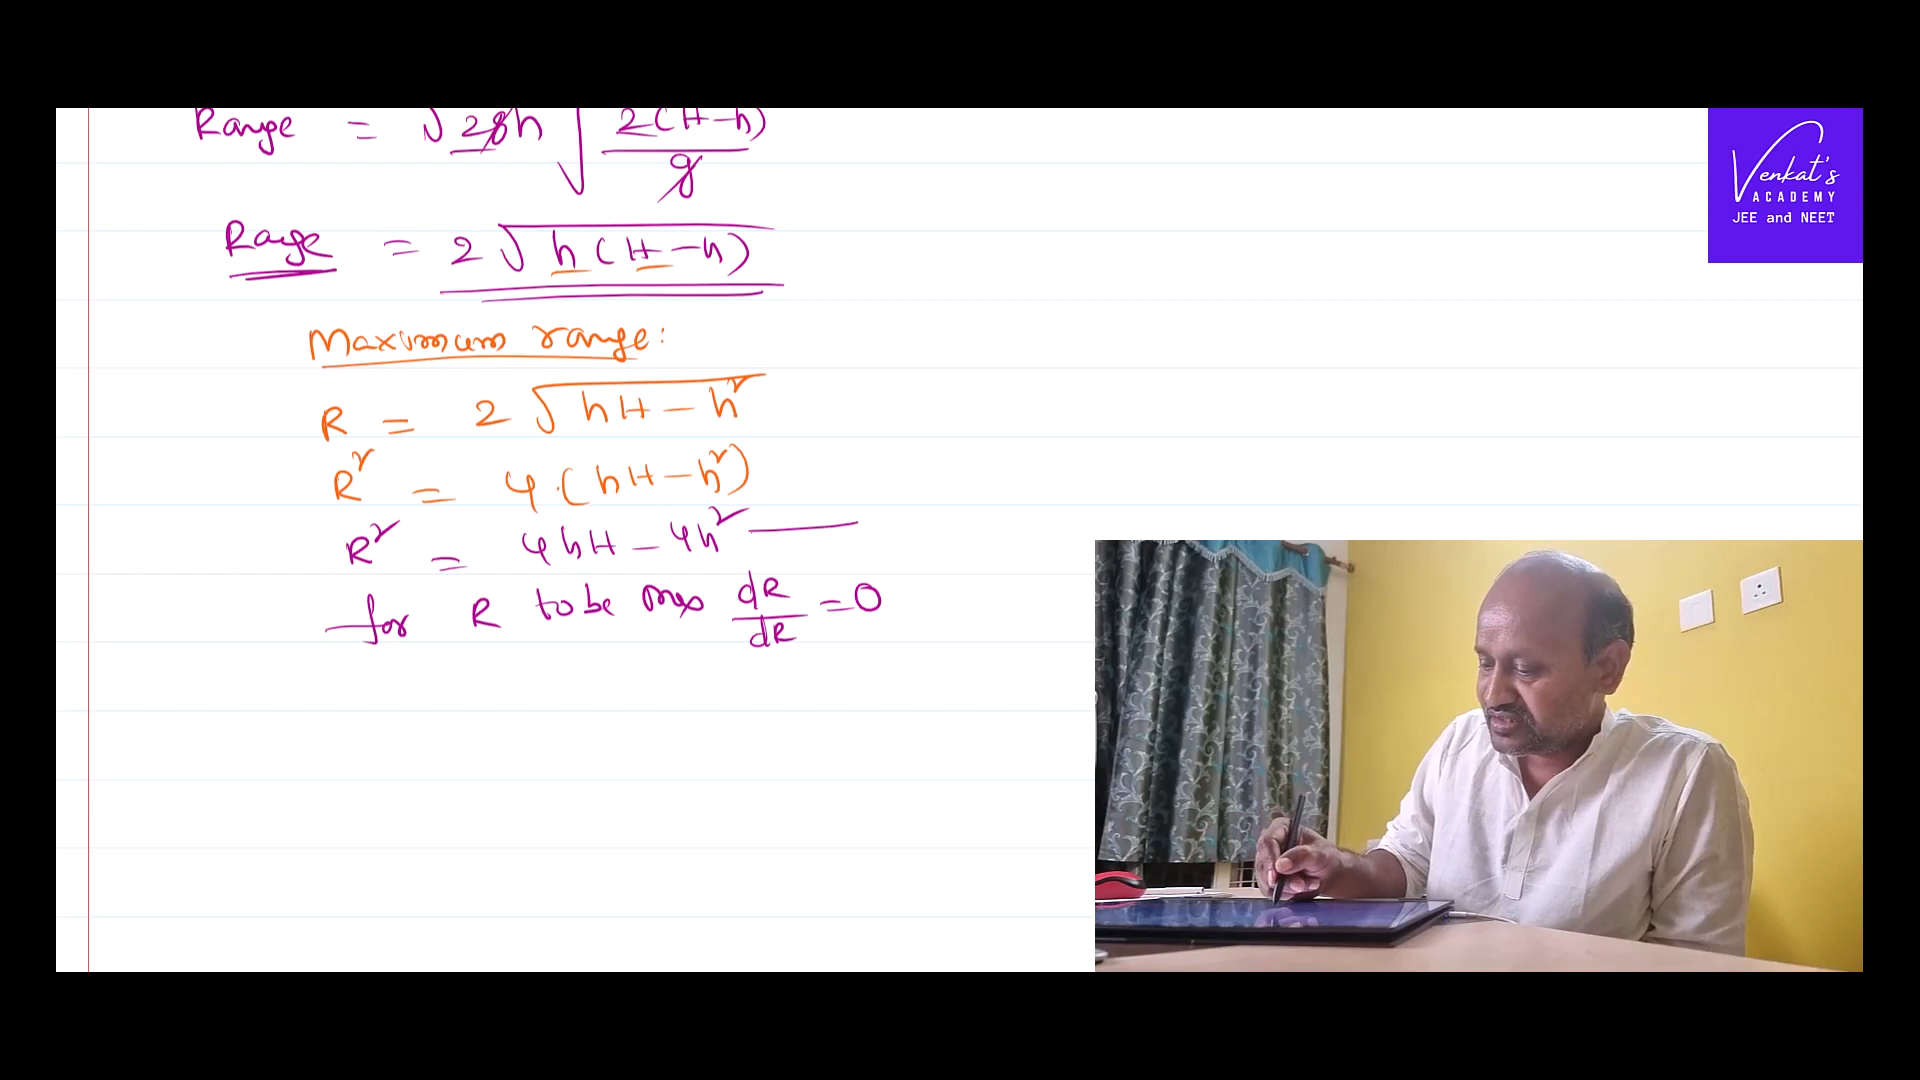 Range = √2gh √2(H-h)/g
Range = 2√h(H-h)
Maximum range:
R = 2√hH-h²
R² = 4(hH-h²)
R² = 4hH-4h²
for R to be max dR/dR =0
Venkat's
ACADEMY
JEE and NEET